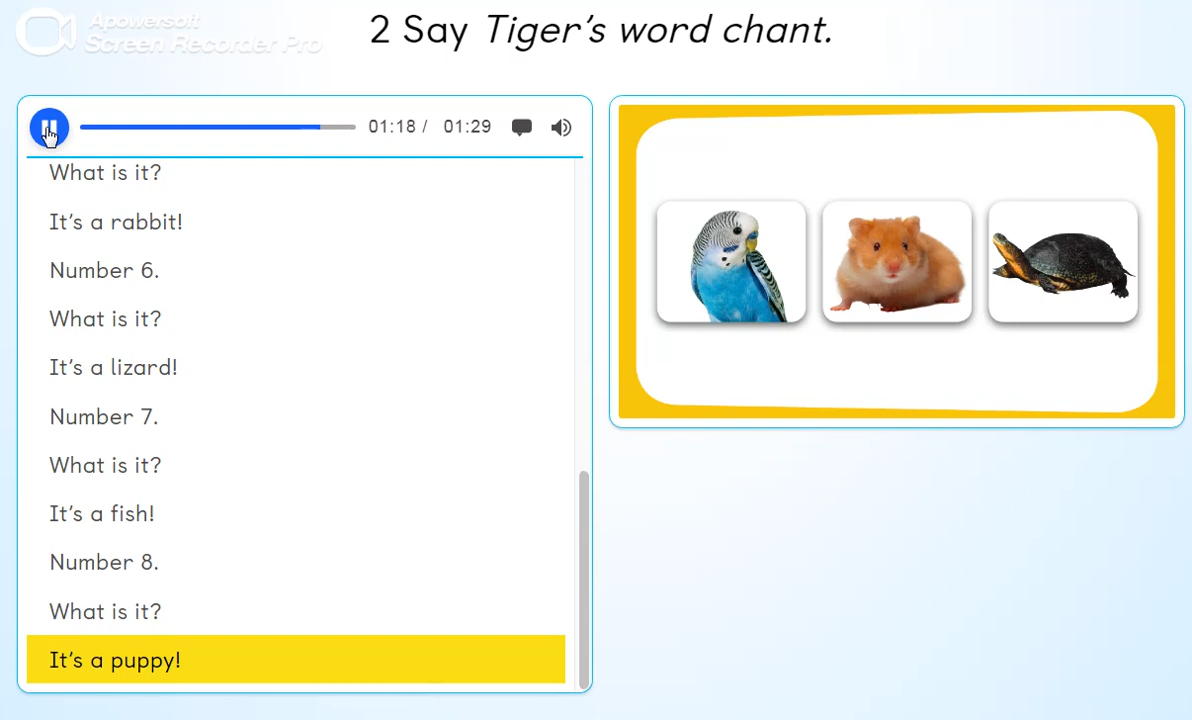 Apowersoft
Screen Recorder Pro
2 Say Tiger's word chant.
01:18 / 01:29
What is it?
It's a rabbit!
Number 6.
What is it?
It's a lizard!
Number 7.
What is it?
It's a fish!
Number 8.
What is it?
It's a puppy!